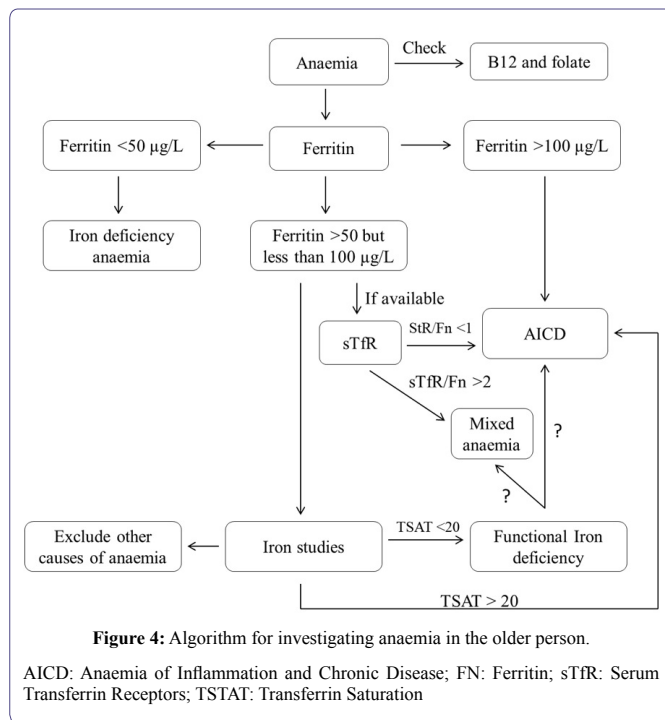 Check
Anaemia
B12 and folate
Ferritin <50 µg/L
Ferritin
Ferritin >100 µg/L
Iron deficiency
anaemia
Ferritin >50 but
less than 100 µg/L
If available
sTfR
StR/Fn <1
AICD
sTfR/Fn >2
Mixed
anaemia
?
?
Exclude other
causes of anaemia
Iron studies
TSAT <20
Functional Iron
deficiency
TSAT > 20
Figure 4: Algorithm for investigating anaemia in the older person.
AICD: Anaemia of Inflammation and Chronic Disease; FN: Ferritin; sTfR: Serum
Transferrin Receptors; TSTAT: Transferrin Saturation